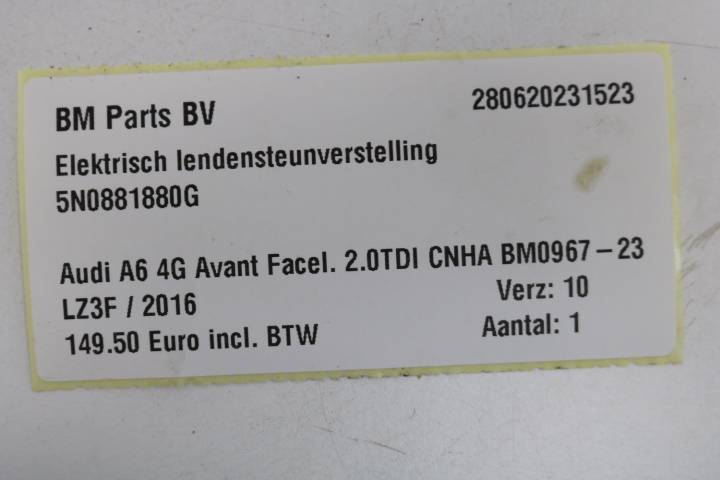 BM Parts BV 280620231523
Elektrisch lendensteunverstelling
5N0881880G
Audi A6 4G Avant Facel. 2.0TDI CNHA BM0967-23
LZ3F / 2016 Verz: 10
149.50 Euro incl. BTW Aantal: 1